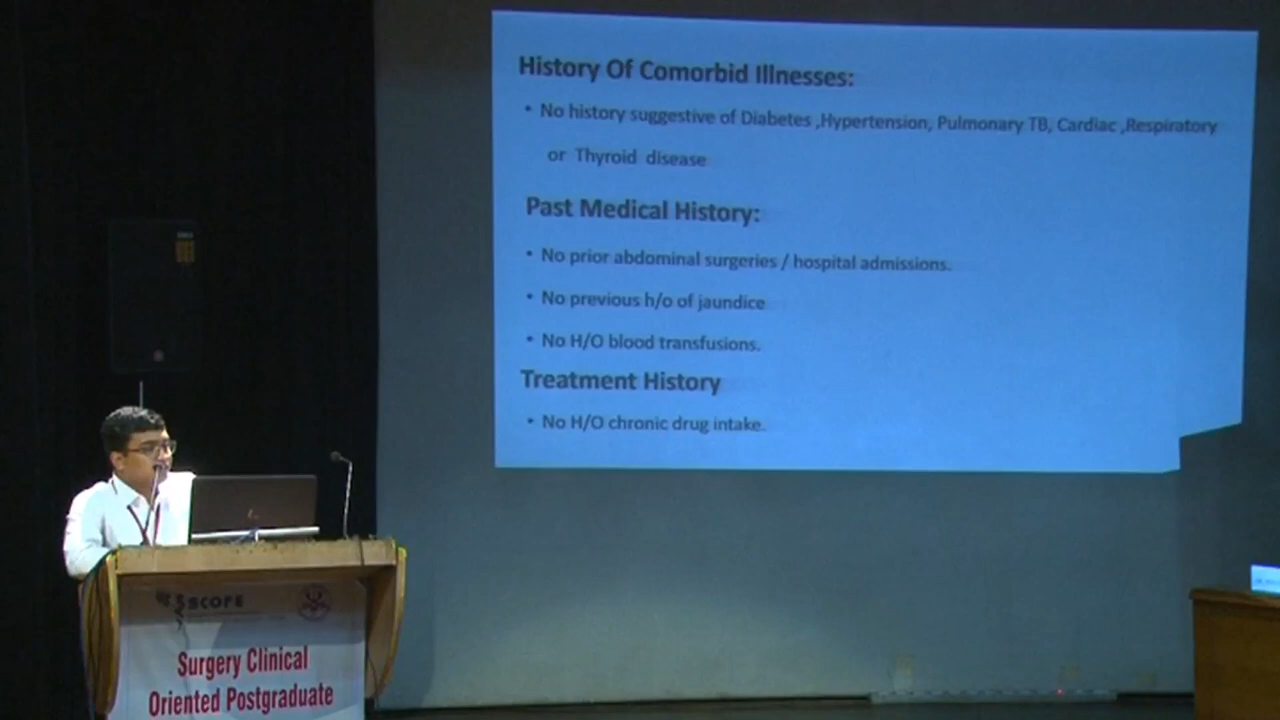 History Of Comorbid Illnesses:
• No history suggestive of Diabetes ,Hypertension, Pulmonary TB, Cardiac ,Respiratory
or Thyroid disease
Past Medical History:
• No prior abdominal surgeries / hospital admissions.
• No previous h/o of jaundice
• No H/O blood transfusions.
Treatment History
• No H/O chronic drug intake.
SCOPE
Surgery Clinical
Oriented Postgraduate